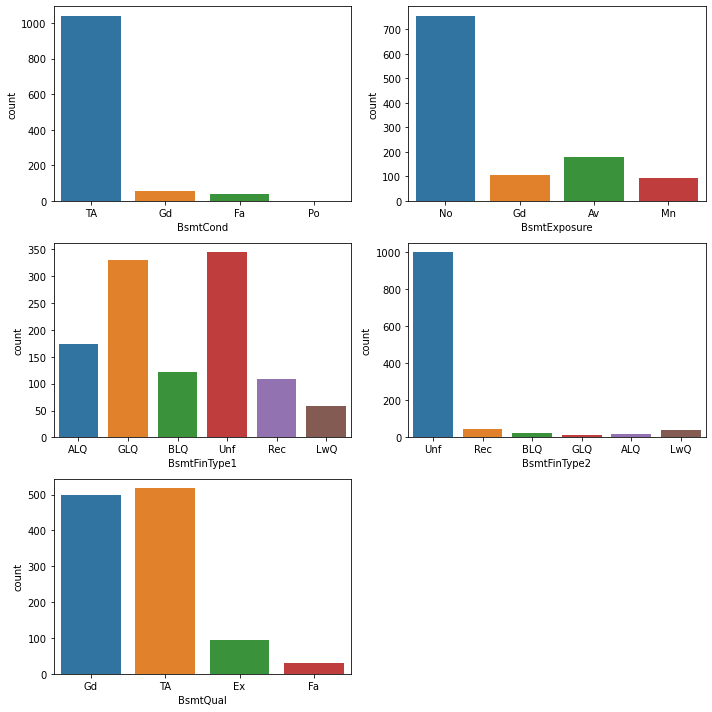 1000
800
600
400
200
0
count
TA Gd Fa Po
BsmtCond
700
600
500
400
300
200
100
0
count
No Gd Av Mn
BsmtExposure
350
300
250
200
150
100
50
0
count
ALQ GLQ BLQ Unf Rec LwQ
BsmtFinType1
1000
800
600
400
200
0
count
Unf Rec BLQ GLQ ALQ LwQ
BsmtFinType2
500
400
300
200
100
0
count
Gd TA Ex Fa
BsmtQual